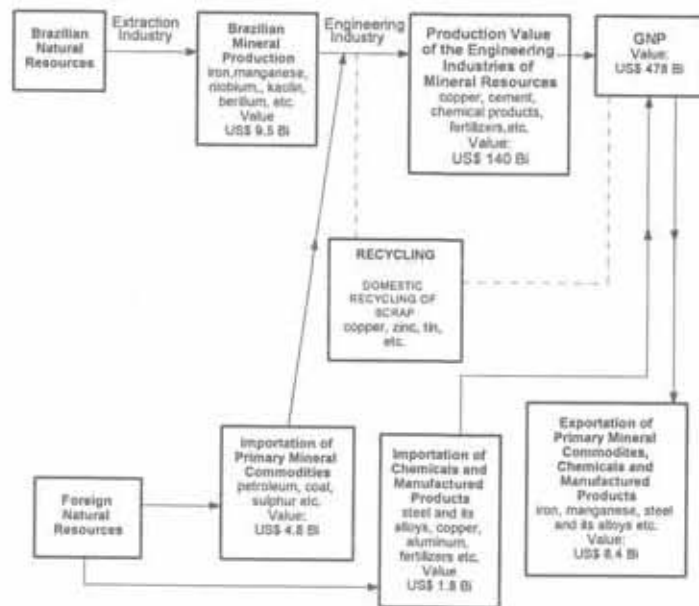 Brazilian
Natural
Resources
Extraction
Industry
Brazilian
Mineral
Production
iron,manganese,
niobium,, kaolin,
berilium, etc.
Value
US$ 9.5 Bi
Engineering
Industry
Production Value
of the Engineering
Industries of
Mineral Resources
copper, cement,
chemical products,
fertilizers,etc.
Value:
US$ 140 Bi
GNP
Value:
US$ 478 Bi
RECYCLING
DOMESTIC
RECYCLING OF
SCRAP
copper, zinc, tin,
etc.
Foreign
Natural
Resources
Importation of
Primary Mineral
Commodities
petroleum, coal,
sulphur etc.
Value:
US$ 4.8 Bi
Importation of
Chemicals and
Manufactured
Products
steel and its
alloys, copper,
aluminum,
fertilizers etc.
Value
US$ 1.8 Bi
Exportation of
Primary Mineral
Commodites,
Chemicals and
Manufactured
Products
iron, manganese, steel
and its alloys etc.
Value:
US$ 8.4 Bi